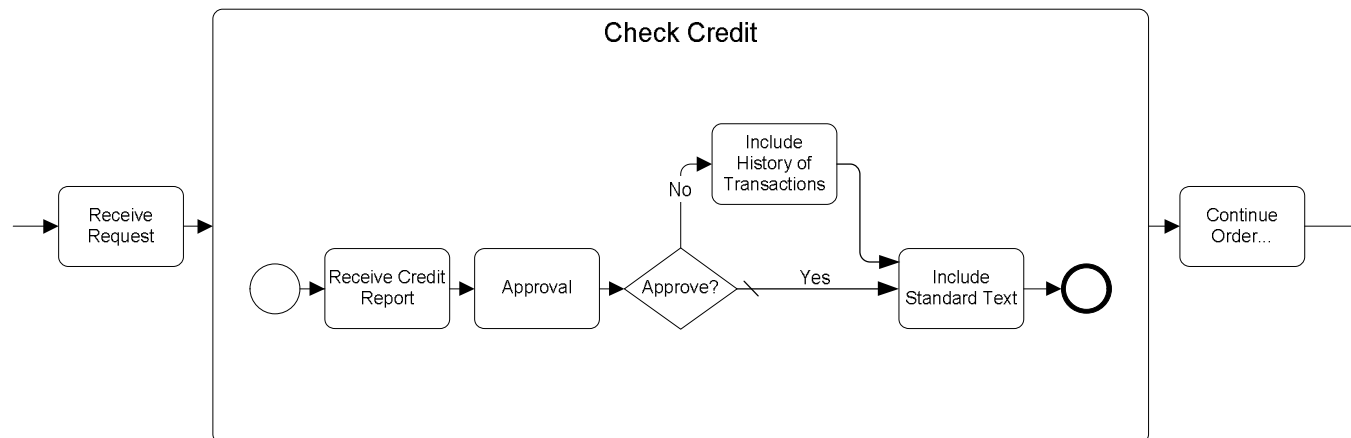 Check Credit
Include
History of
Transactions
No
Receive
Request
Continue
Order...
Receive Credit
Report
Approval
Approve?
Yes
Include
Standard Text